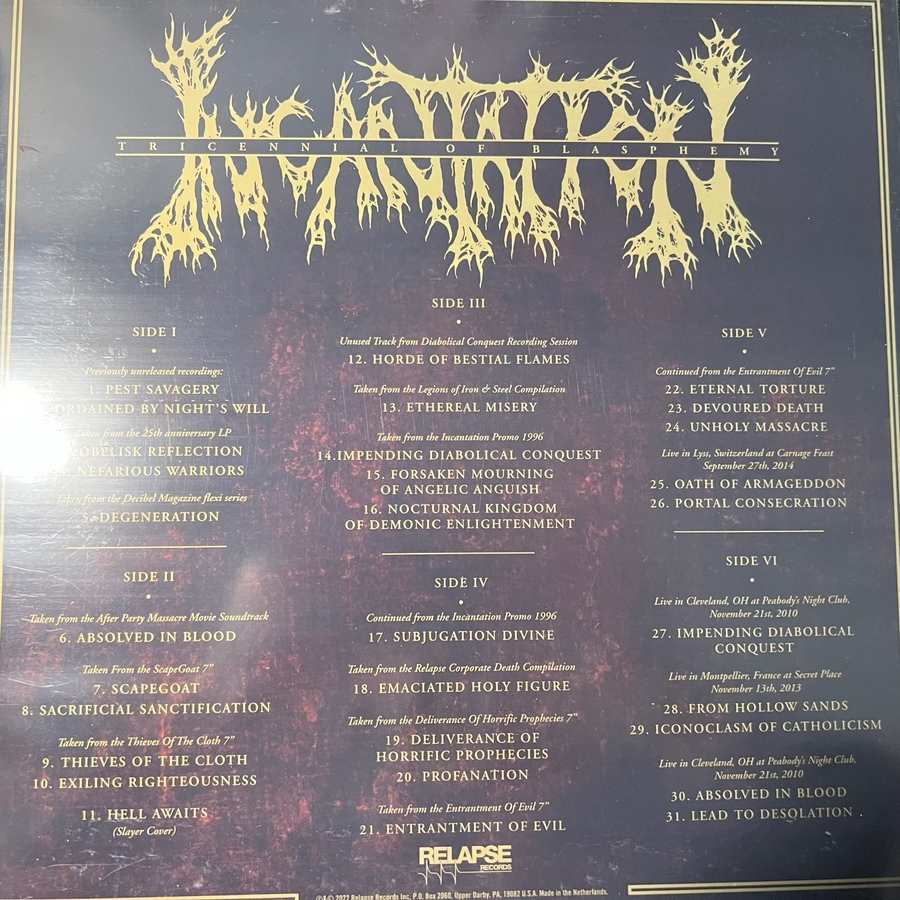 INCANTATION
TRICENNIAL OF BLASPHEMY
SIDE I
Previously unreleased recordings:
1. PEST SAVAGERY
ORDAINED BY NIGHT'S WILL
Taken from the 25th anniversary LP
OBELISK REFLECTION
NEFARIOUS WARRIORS
Taken from the Decibel Magazine flexi series
5. DEGENERATION
SIDE II
Taken from the After Party Massacre Movie Soundtrack
6. ABSOLVED IN BLOOD
Taken From the ScapeGoat 7"
7. SCAPEGOAT
8. SACRIFICIAL SANCTIFICATION
Taken from the Thieves Of The Cloth 7"
9. THIEVES OF THE CLOTH
10. EXILING RIGHTEOUSNESS
11. HELL AWAITS
(Slayer Cover)
SIDE III
Unused Track from Diabolical Conquest Recording Session
12. HORDE OF BESTIAL FLAMES
Taken from the Legions of Iron & Steel Compilation
13. ETHEREAL MISERY
Taken from the Incantation Promo 1996
14.IMPENDING DIABOLICAL CONQUEST
15. FORSAKEN MOURNING
OF ANGELIC ANGUISH
16. NOCTURNAL KINGDOM
OF DEMONIC ENLIGHTENMENT
SIDE IV
Continued from the Incantation Promo 1996
17. SUBJUGATION DIVINE
Taken from the Relapse Corporate Death Compilation
18. EMACIATED HOLY FIGURE
Taken from the Deliverance Of Horrific Prophecies 7"
19. DELIVERANCE OF
HORRIFIC PROPHECIES
20. PROFANATION
Taken from the Entrantment Of Evil 7"
21. ENTRANTMENT OF EVIL
SIDE V
Continued from the Entrantment Of Evil 7"
22. ETERNAL TORTURE
23. DEVOURED DEATH
24. UNHOLY MASSACRE
Live in Lyss, Switzerland at Carnage Feast
September 27th, 2014
25. OATH OF ARMAGEDDON
26. PORTAL CONSECRATION
SIDE VI
Live in Cleveland, OH at Peabody's Night Club,
November 21st, 2010
27. IMPENDING DIABOLICAL
CONQUEST
Live in Montpellier, France at Secret Place
November 13th, 2013
28. FROM HOLLOW SANDS
29. ICONOCLASM OF CATHOLICISM
Live in Cleveland, OH at Peabody's Night Club,
November 21st, 2010
30. ABSOLVED IN BLOOD
31. LEAD TO DESOLATION
RELAPSE
RECORDS
℗&© 2022 Relapse Records Inc. P.O. Box 2060, Upper Darby, PA, 19082 U.S.A. Made in the Netherlands.